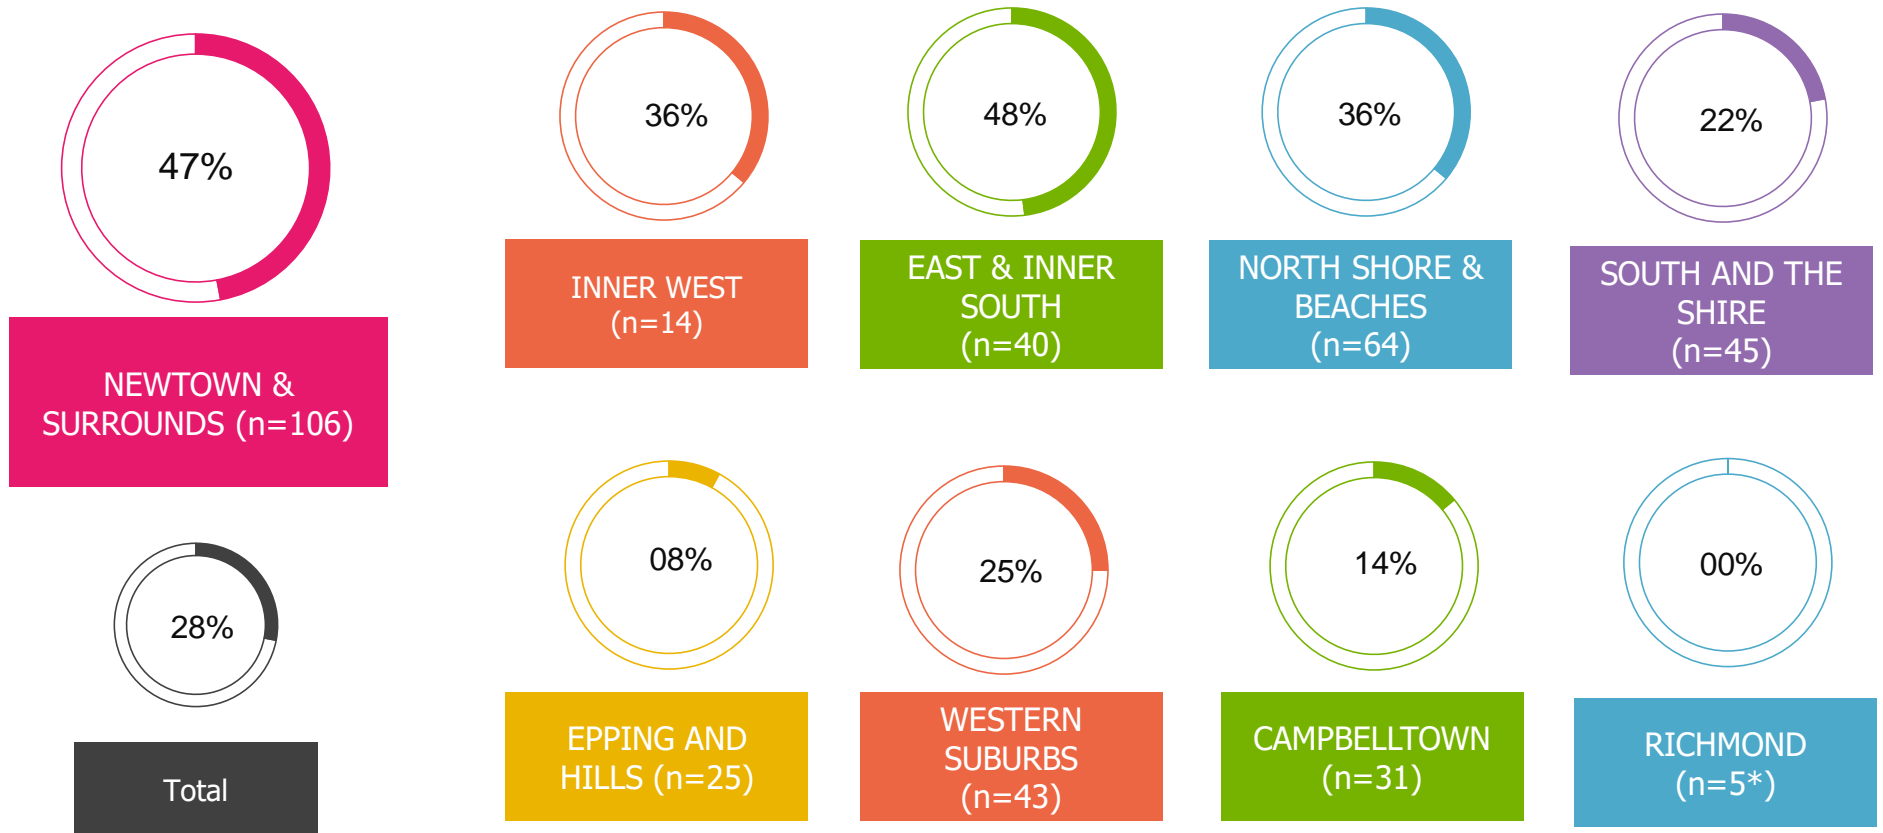 47%
NEWTOWN &
SURROUNDS (n=106)
36%
INNER WEST
(n=14)
48%
EAST & INNER
SOUTH
(n=40)
36%
NORTH SHORE &
BEACHES
(n=64)
22%
SOUTH AND THE
SHIRE
(n=45)
28%
Total
08%
EPPING AND
HILLS (n=25)
25%
WESTERN
SUBURBS
(n=43)
14%
CAMPBELLTOWN
(n=31)
00%
RICHMOND
(n=5*)